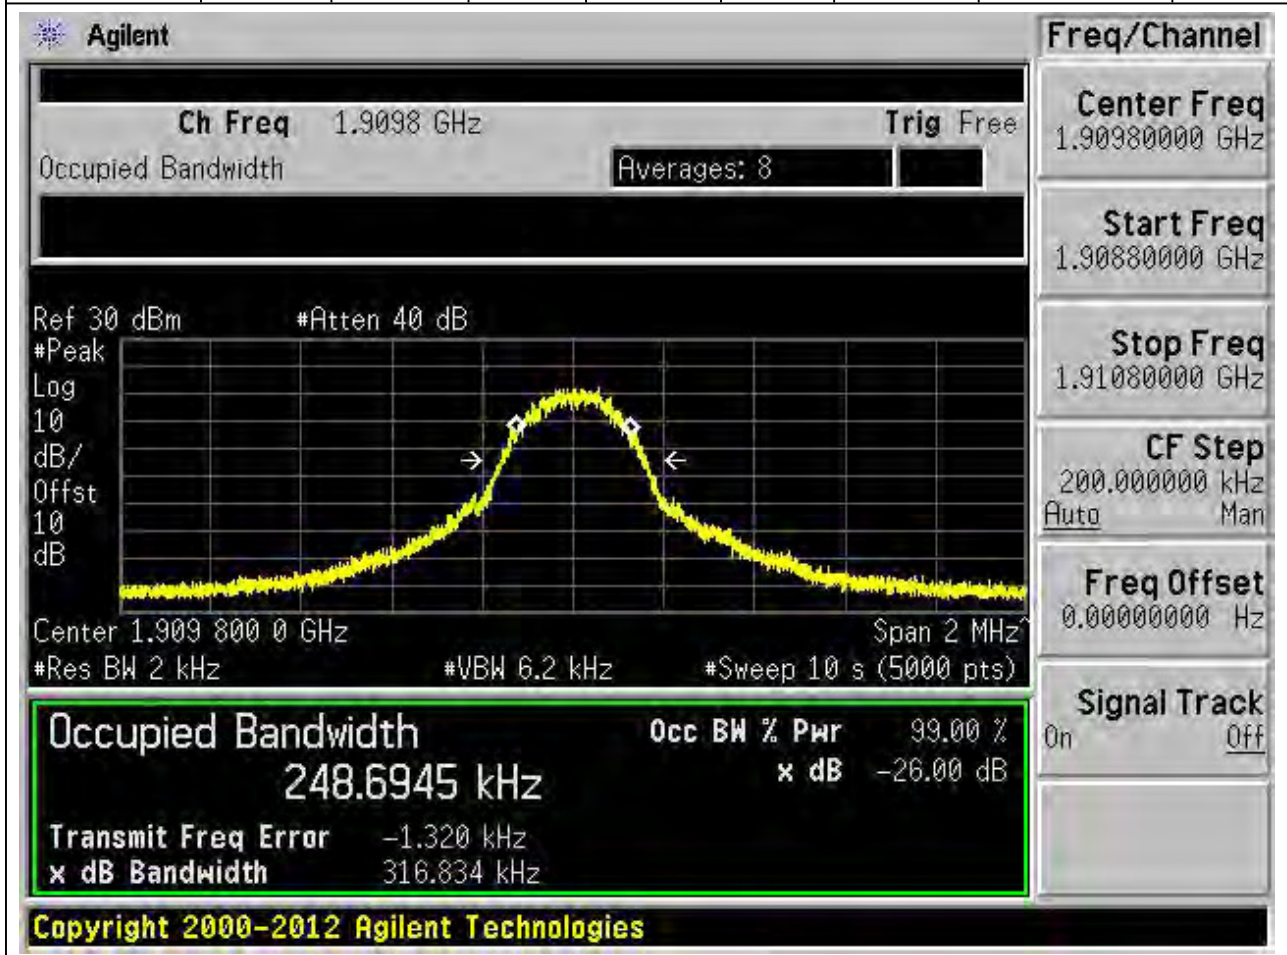 Agilent
Freq/Channel
Ch Freq 1.9098 GHz Trig Free
Occupied Bandwidth Averages: 8
Center Freq
1.90980000 GHz
Start Freq
1.90880000 GHz
Stop Freq
1.91080000 GHz
CF Step
200.000000 kHz
Auto Man
Freq Offset
0.00000000 Hz
Signal Track
On Off
Ref 30 dBm #Atten 40 dB
#Peak
Log
10
dB/
Offst
10
dB
Center 1.909 800 0 GHz Span 2 MHz^
#Res BW 2 kHz #VBW 6.2 kHz #Sweep 10 s (5000 pts)
Occupied Bandwidth
248.6945 kHz
Occ BW % Pwr 99.00 %
x dB -26.00 dB
Transmit Freq Error -1.320 kHz
x dB Bandwidth 316.834 kHz
Copyright 2000-2012 Agilent Technologies